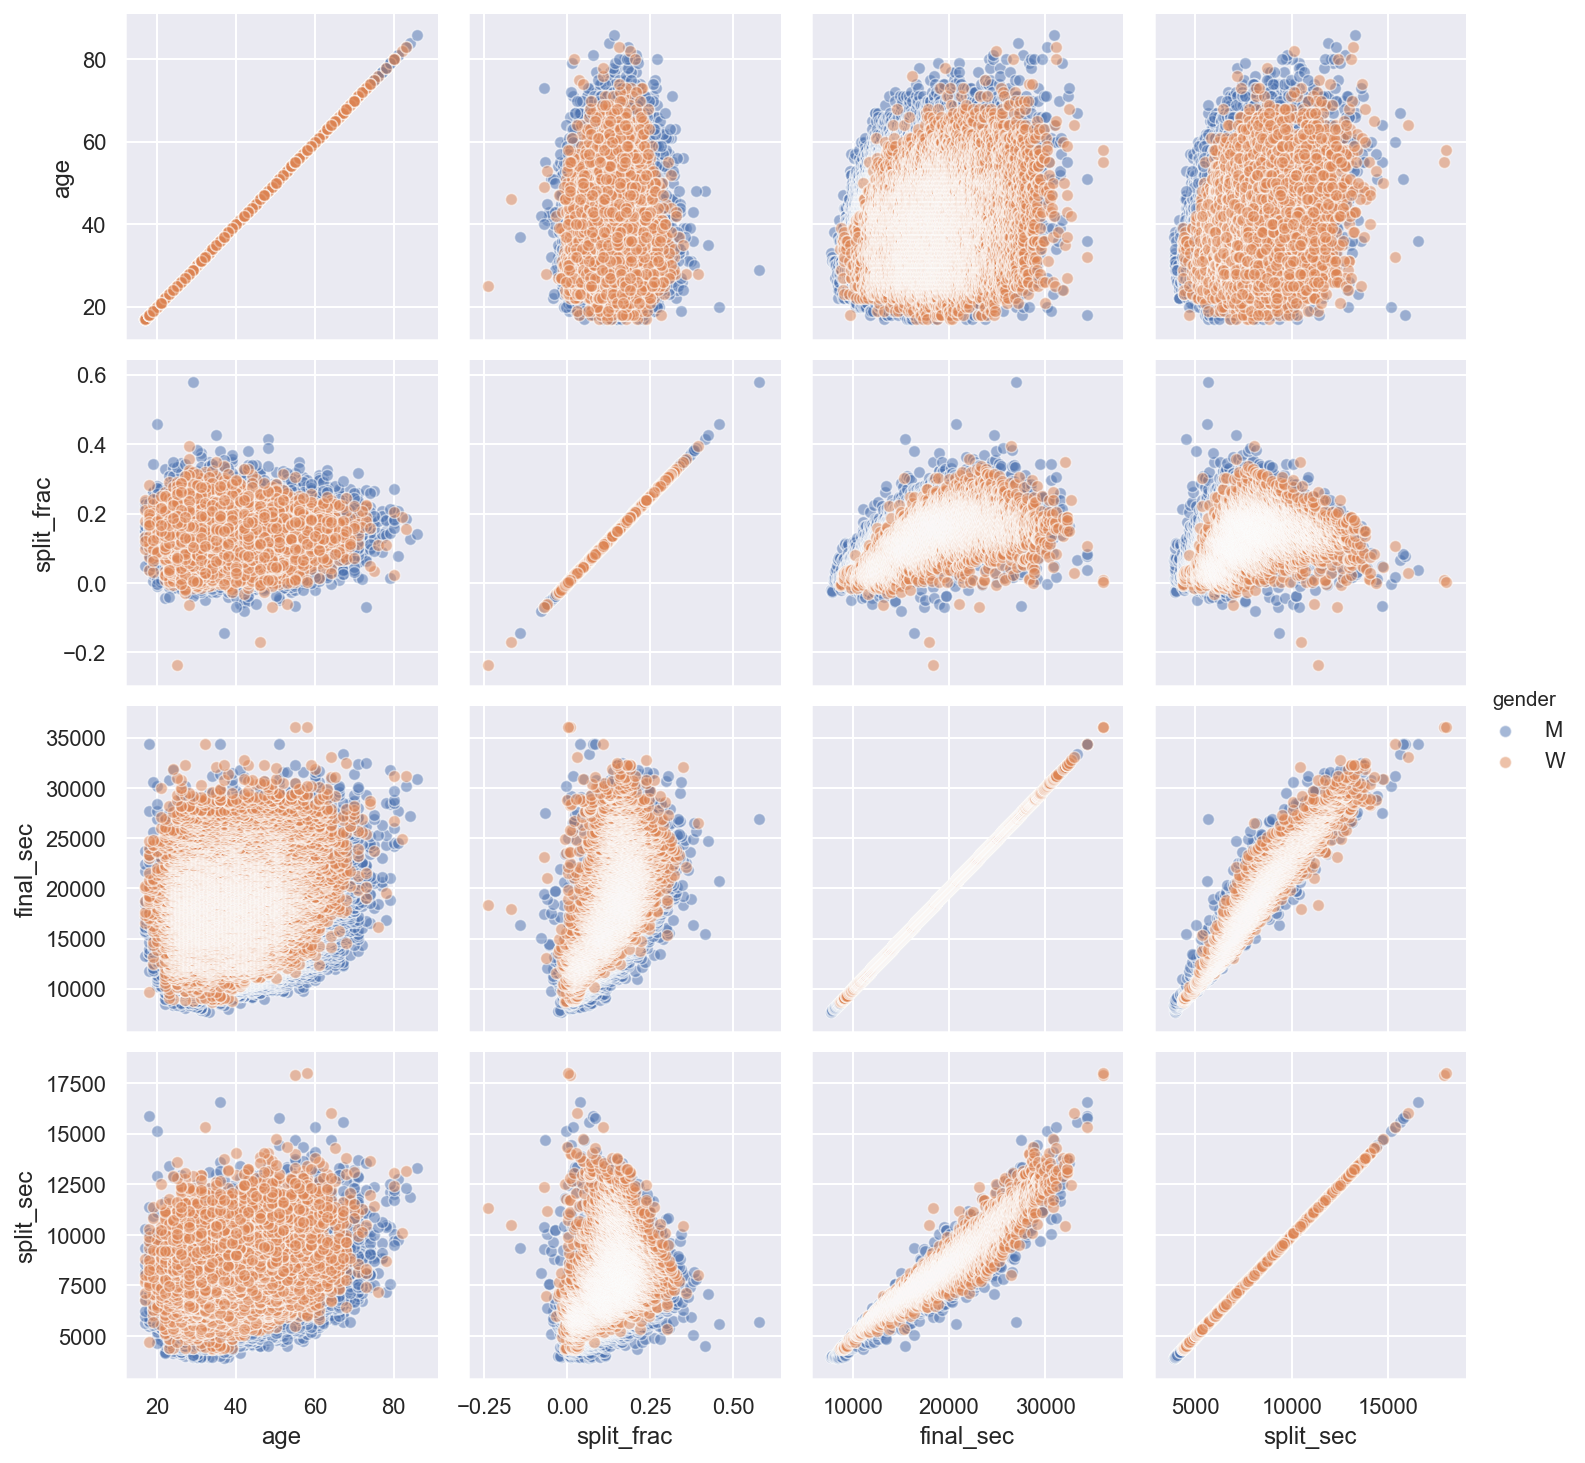 80
60
40
20
age
0.6
0.4
0.2
0.0
−0.2
split_frac
gender
M
W
35000
30000
25000
20000
15000
10000
final_sec
17500
15000
12500
10000
7500
5000
split_sec
20 40 60 80 −0.25 0.00 0.25 0.50 10000 20000 30000 5000 10000 15000
age split_frac final_sec split_sec